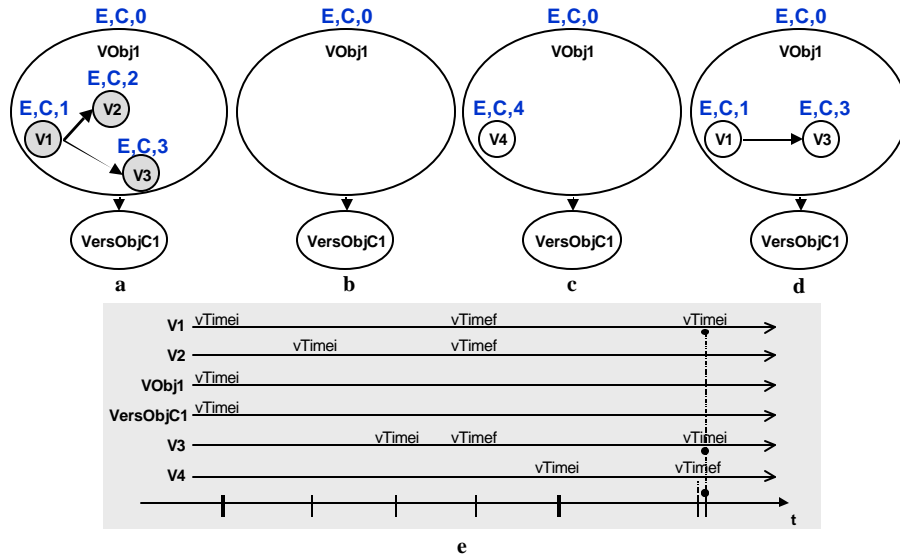 E,C,0 E,C,0 E,C,0 E,C,0
VObj1 VObj1 VObj1 VObj1
E,C,2
E,C,1 V2 E,C,4 E,C,1 E,C,3
V1 E,C,3 V4 V1 V3
V3
VersObjC1 VersObjC1 VersObjC1 VersObjC1
a b c d
V1 vTimei vTimef vTimei
V2 vTimei vTimef
VObj1 vTimei
VersObjC1 vTimei
V3 vTimei vTimef vTimei
V4 vTimei vTimef
t
e